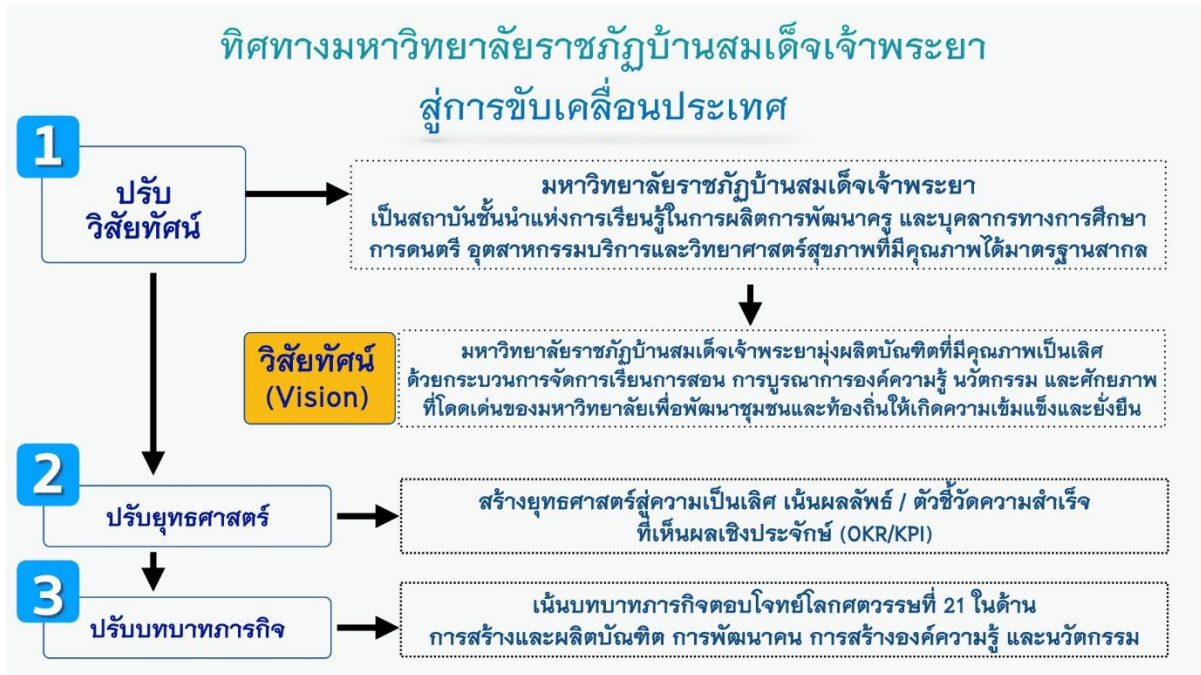 ทิศทางมหาวิทยาลัยราชภัฏบ้านสมเด็จเจ้าพระยา
สู่การขับเคลื่อนประเทศ
1
ปรับ
วิสัยทัศน์
มหาวิทยาลัยราชภัฏบ้านสมเด็จเจ้าพระยา
เป็นสถาบันชั้นนำแห่งการเรียนรู้ในการผลิตการพัฒนาครู และบุคลากรทางการศึกษา
การดนตรี อุตสาหกรรมบริการและวิทยาศาสตร์สุขภาพที่มีคุณภาพได้มาตรฐานสากล
วิสัยทัศน์
(Vision)
มหาวิทยาลัยราชภัฏบ้านสมเด็จเจ้าพระยามุ่งผลิตบัณฑิตที่มีคุณภาพเป็นเลิศ
ด้วยกระบวนการจัดการเรียนการสอน การบูรณาการองค์ความรู้ นวัตกรรม และศักยภาพ
ที่โดดเด่นของมหาวิทยาลัยเพื่อพัฒนาชุมชนและท้องถิ่นให้เกิดความเข้มแข็งและยั่งยืน
2
ปรับยุทธศาสตร์
สร้างยุทธศาสตร์สู่ความเป็นเลิศ เน้นผลลัพธ์ / ตัวชี้วัดความสำเร็จ
ที่เห็นผลเชิงประจักษ์ (OKR/KPI)
3
ปรับบทบาทภารกิจ
เน้นบทบาทภารกิจตอบโจทย์โลกศตวรรษที่ 21 ในด้าน
การสร้างและผลิตบัณฑิต การพัฒนาคน การสร้างองค์ความรู้ และนวัตกรรม